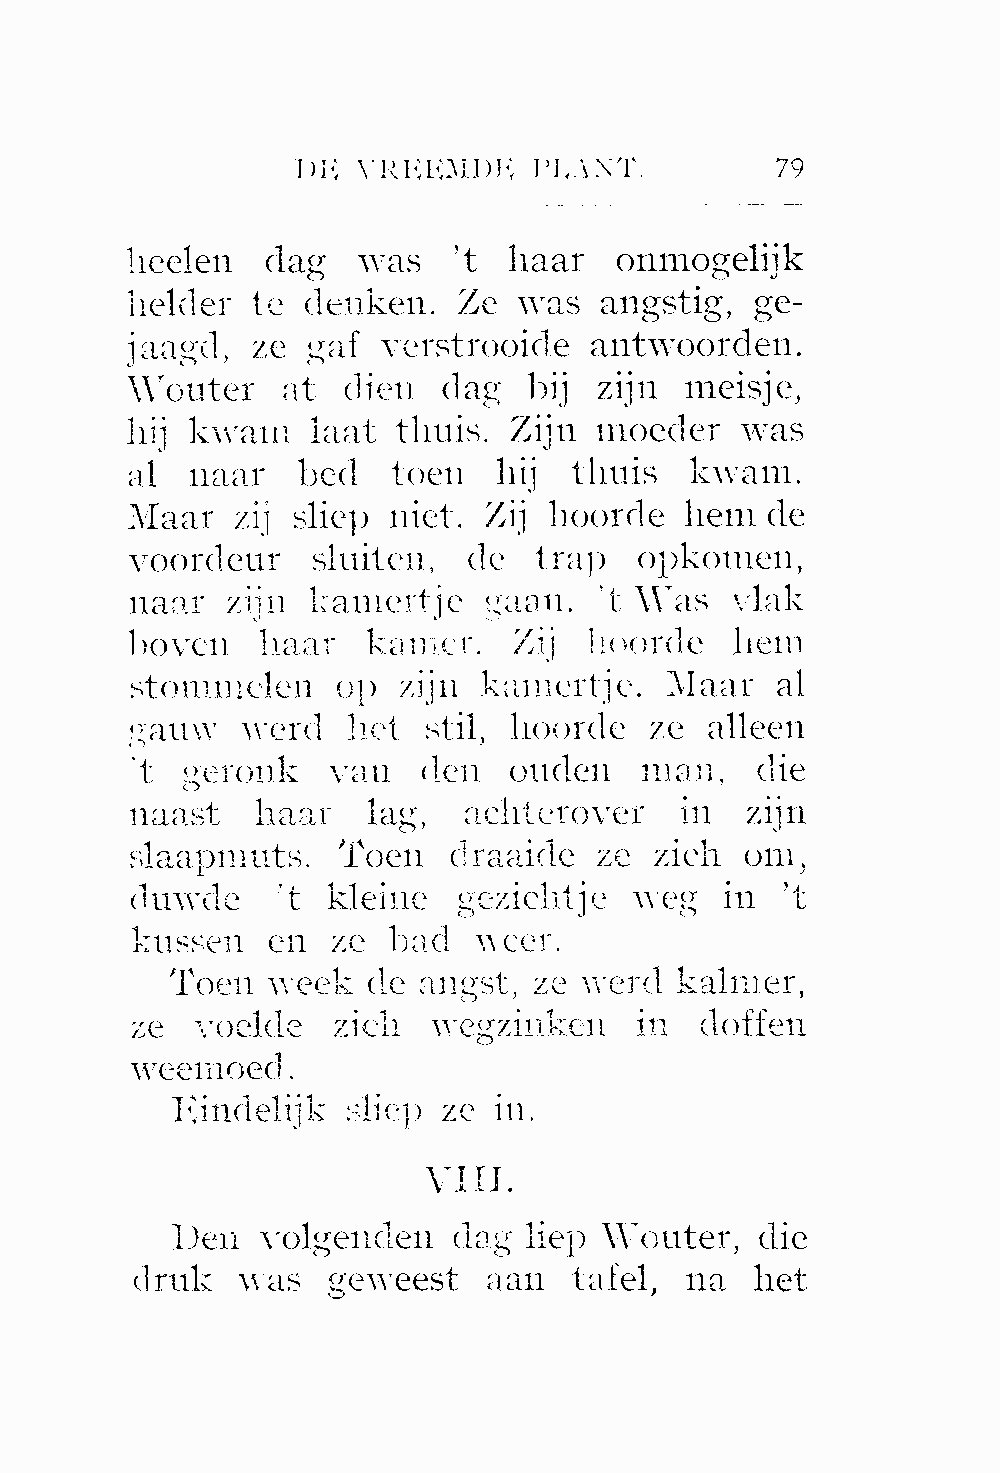 DE VREEMDE PLANT. 79
heelen dag was 't haar onmogelijk
helder te denken. Ze was angstig, ge-
jaagd, ze gaf verstrooide antwoorden.
Wouter at dien dag bij zijn meisje,
hij kwam laat thuis. Zijn moeder was
al naar bed toen hij thuis kwam.
Maar zij sliep niet. Zij hoorde hem de
voordeur sluiten, de trap opkomen,
naar zijn kamertje gaan. 't Was vlak
boven haar kamer. Zij hoorde hem
stommelen op zijn kamertje. Maar al
gauw werd het stil, hoorde ze alleen
't geronk van den ouden man, die
naast haar lag, achterover in zijn
slaapmuts. Toen draaide ze zich om,
duwde 't kleine gezichtje weg in 't
kussen en ze bad weer.
Toen week de angst, ze werd kalmer,
ze voelde zich wegzinken in doffen
weemoed.
Eindelijk sliep ze in.
VIII.
Den volgenden dag liep Wouter, die
druk was geweest aan tafel, na het